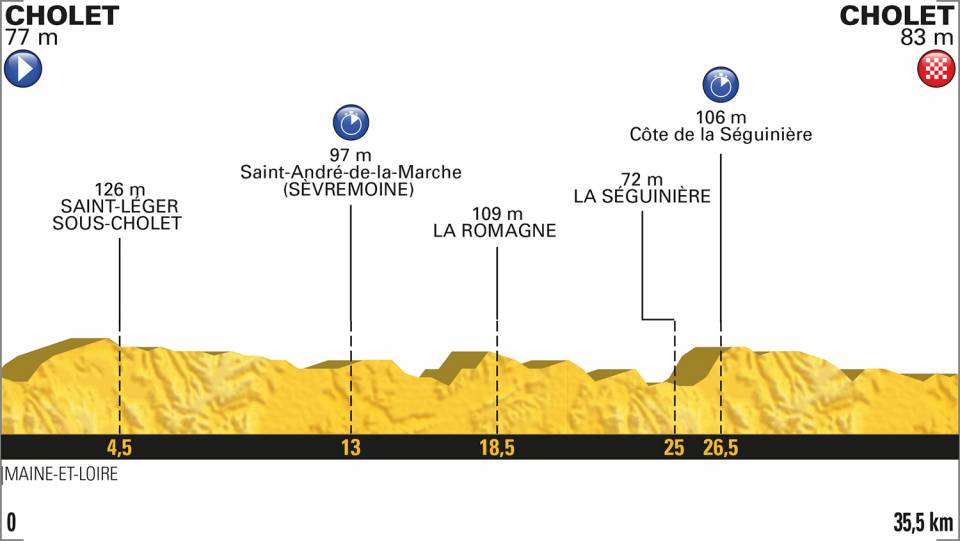 CHOLET
77 m
CHOLET
83 m
106 m
Côte de la Séguinière
97 m
Saint-André-de-la-Marche
(SÈVREMOINE)
72 m
LA SÉGUINIÈRE
126 m
SAINT-LÉGER
SOUS-CHOLET
109 m
LA ROMAGNE
4,5
13
18,5
25
26,5
MAINE-ET-LOIRE
0
35,5 km